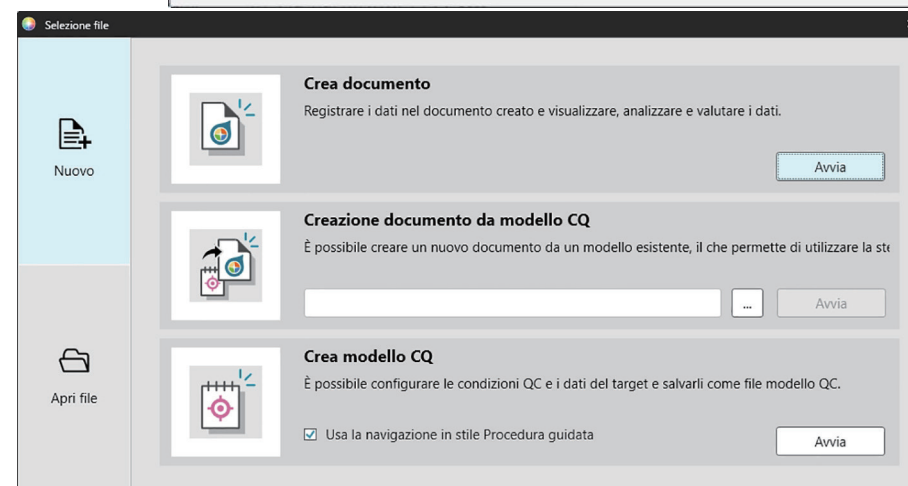 Selezione file
Nuovo
Apri file
Crea documento
Registrare i dati nel documento creato e visualizzare, analizzare e valutare i dati.
Avvia
Creazione documento da modello CQ
È possibile creare un nuovo documento da un modello esistente, il che permette di utilizzare la
...
Avvia
Crea modello CQ
È possibile configurare le condizioni QC e i dati del target e salvarli come file modello QC.
Usa la navigazione in stile Procedura guidata
Avvia